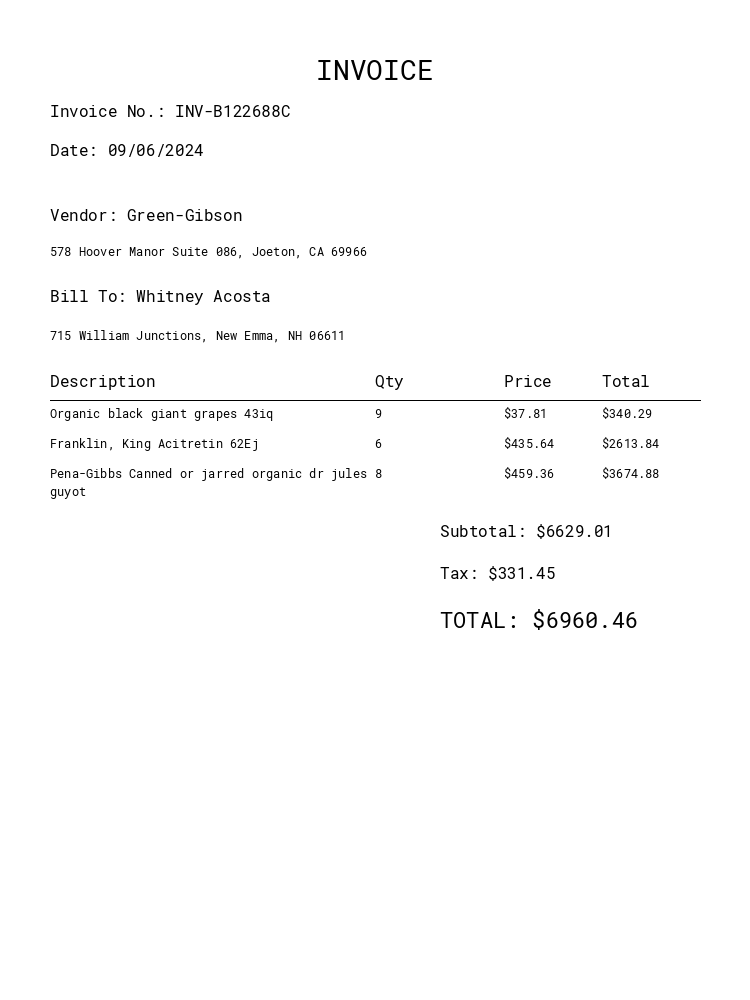 INVOICE
Invoice No.: INV-B122688C
Date: 09/06/2024
Vendor: Green-Gibson
578 Hoover Manor Suite 086, Joeton, CA 69966
Bill To: Whitney Acosta
715 William Junctions, New Emma, NH 06611
Description Qty Price Total
Organic black giant grapes 43iq 9 $37.81 $340.29
Franklin, King Acitretin 62Ej 6 $435.64 $2613.84
Pena-Gibbs Canned or jarred organic dr jules 8 $459.36 $3674.88
guyot
Subtotal: $6629.01
Tax: $331.45
TOTAL: $6960.46